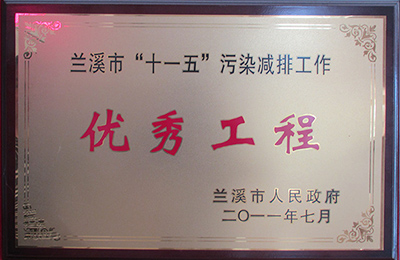 兰溪市“十一五”污染减排工作
优秀工程
兰溪市人民政府
二〇一一年七月